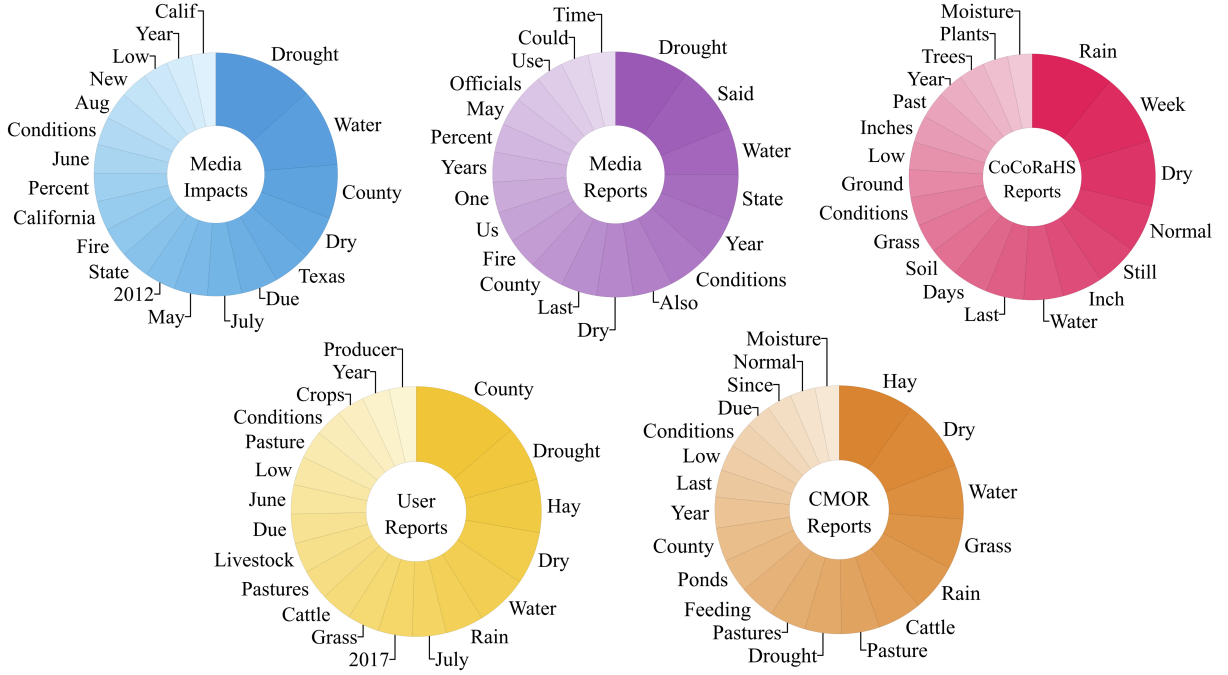 Calif
Year
Low
New
Aug
Conditions
June
Percent
California
Fire
State
2012
May
July
Due
Texas
Dry
County
Water
Drought
Media
Impacts
Time
Could
Use
Officials
May
Percent
Years
One
Us
Fire
County
Last
Dry
Also
Conditions
Year
State
Water
Said
Drought
Media
Reports
Moisture
Plants
Trees
Year
Past
Inches
Low
Ground
Conditions
Grass
Soil
Days
Last
Water
Inch
Still
Normal
Dry
Week
Rain
CoCoRaHS
Reports
Producer
Year
Crops
Conditions
Pasture
Low
June
Due
Livestock
Pastures
Cattle
Grass
2017
July
Rain
Water
Dry
Hay
Drought
County
User
Reports
Moisture
Normal
Since
Due
Conditions
Low
Last
Year
County
Ponds
Feeding
Pastures
Drought
Pasture
Cattle
Rain
Grass
Water
Dry
Hay
CMOR
Reports